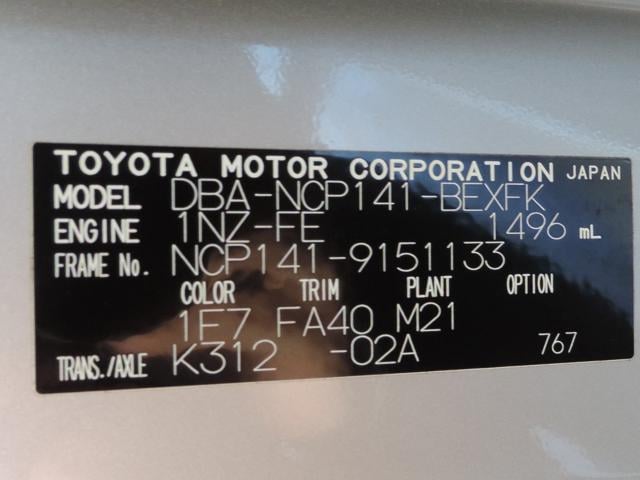 TOYOTA MOTOR CORPORATION JAPAN
MODEL DBA-NCP141-BEXFK
ENGINE 1NZ-FE 1496 mL
FRAME No. NCP141-9151133
COLOR TRIM PLANT OPTION
1E7 FA40 M21
TRANS./AXLE K312 -02A 767